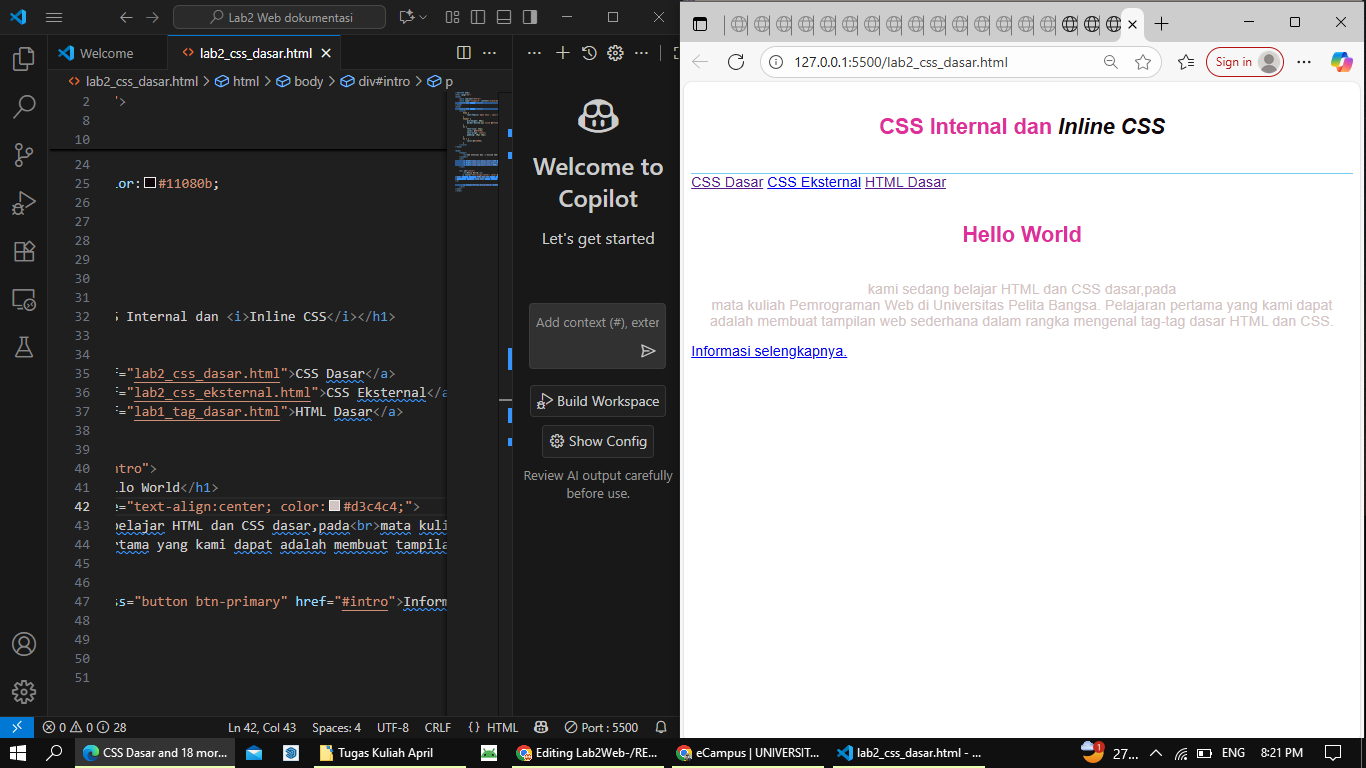 Lab2 Web dokumentasi
Welcome
lab2_css_dasar.html
lab2_css_dasar.html > html > body > div#intro > p
2 ">
8
10
24
25 lor: #11080b;
26
27
28
29
30
31
32 S Internal dan <i>Inline CSS</i></h1>
33
34
35 f="lab2_css_dasar.html">CSS Dasar</a>
36 f="lab2_css_eksternal.html">CSS Eksternal</a
37 f="lab1_tag_dasar.html">HTML Dasar</a>
38
39
40 ntro">
41 llo World</h1>
42 e="text-align:center; color: #d3c4c4;">
43 belajar HTML dan CSS dasar,pada<br>mata kuli
44 rtama yang kami dapat adalah membuat tampila
45
46
47 ss="button btn-primary" href="#intro">Inform
48
49
50
51
Welcome to
Copilot
Let's get started
Add context (#), exter
Build Workspace
Show Config
Review AI output carefully
before use.
0 0 28
Ln 42, Col 43
Spaces: 4
UTF-8
CRLF
{ } HTML
Port : 5500
127.0.0.1:5500/lab2_css_dasar.html
Sign in
CSS Internal dan Inline CSS
CSS Dasar CSS Eksternal HTML Dasar
Hello World
kami sedang belajar HTML dan CSS dasar,pada
mata kuliah Pemrograman Web di Universitas Pelita Bangsa. Pelajaran pertama yang kami dapat
adalah membuat tampilan web sederhana dalam rangka mengenal tag-tag dasar HTML dan CSS.
Informasi selengkapnya.
CSS Dasar and 18 mor...
Tugas Kuliah April
Editing Lab2Web-/RE...
eCampus | UNIVERSIT...
lab2_css_dasar.html - ...
1
27...
ENG
8:21 PM